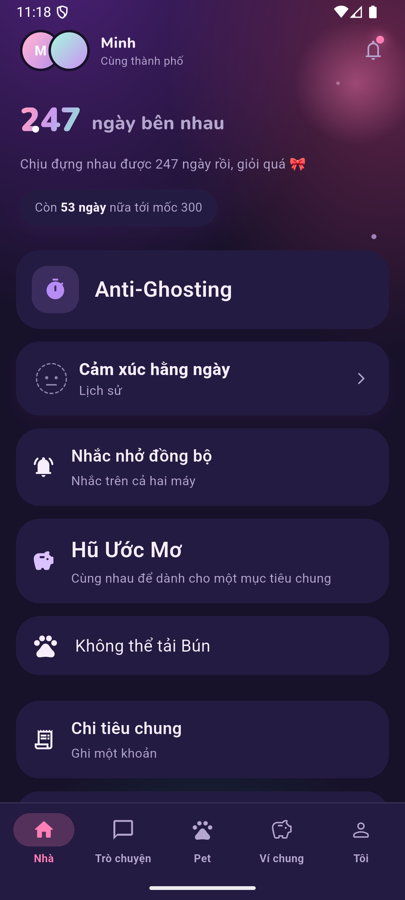 11:18
M
Minh
Cùng thành phố
247 ngày bên nhau
Chịu đựng nhau được 247 ngày rồi, giỏi quá 🎀
Còn 53 ngày nữa tới mốc 300
Anti-Ghosting
Cảm xúc hằng ngày
Lịch sử
Nhắc nhở đồng bộ
Nhắc trên cả hai máy
Hũ Ước Mơ
Cùng nhau để dành cho một mục tiêu chung
Không thể tải Bún
Chi tiêu chung
Ghi một khoản
Nhà Trò chuyện Pet Ví chung Tôi